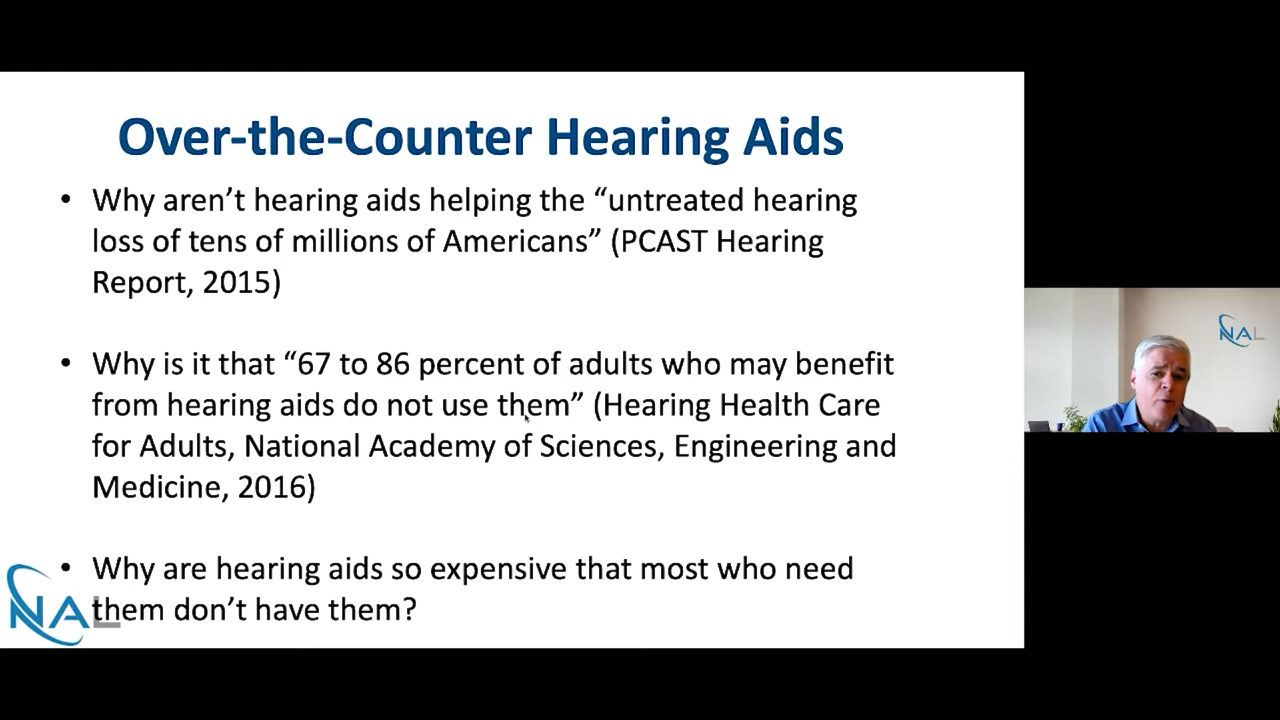 Over-the-Counter Hearing Aids
• Why aren’t hearing aids helping the “untreated hearing
loss of tens of millions of Americans” (PCAST Hearing
Report, 2015)
• Why is it that “67 to 86 percent of adults who may benefit
from hearing aids do not use them” (Hearing Health Care
for Adults, National Academy of Sciences, Engineering and
Medicine, 2016)
• Why are hearing aids so expensive that most who need
them don’t have them?
NAL
NAL